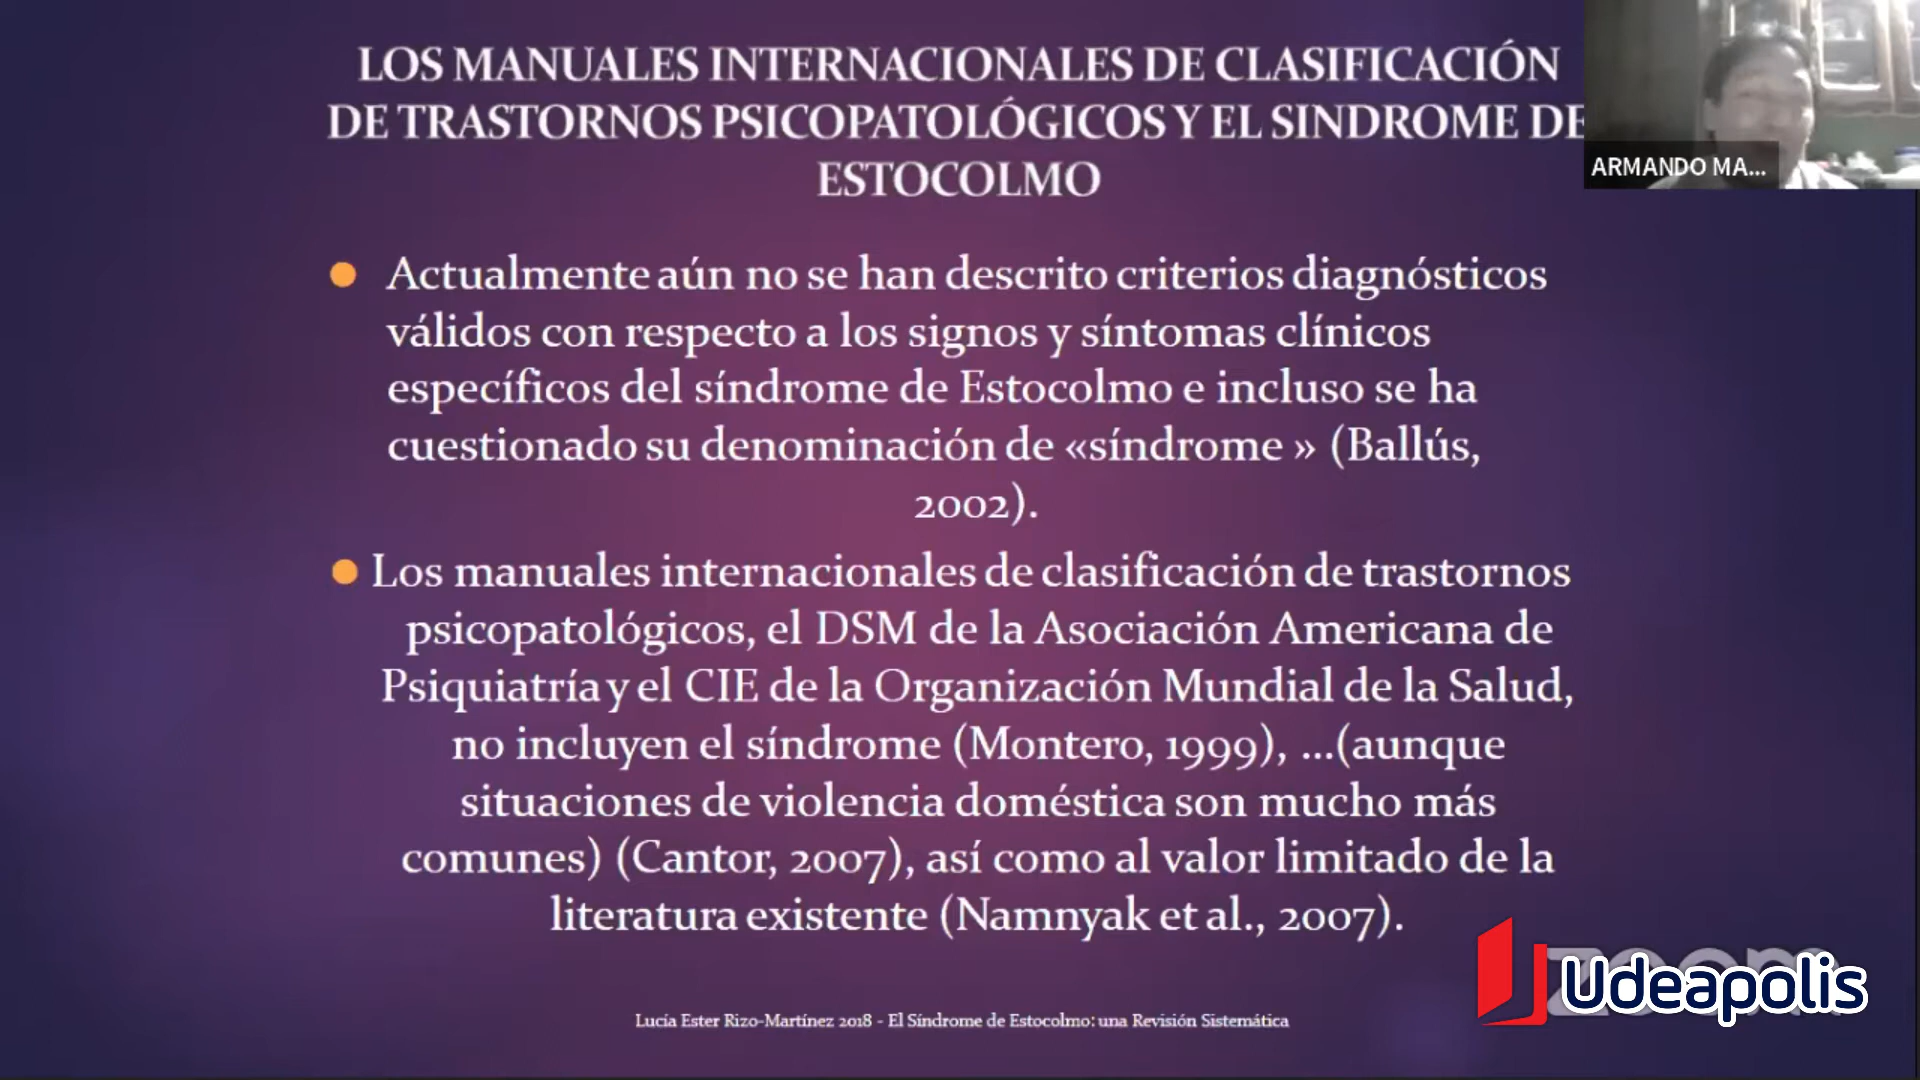 LOS MANUALES INTERNACIONALES DE CLASIFICACIÓN
DE TRASTORNOS PSICOPATOLÓGICOS Y EL SINDROME DE
ESTOCOLMO
ARMANDO MA...
Actualmente aún no se han descrito criterios diagnósticos
válidos con respecto a los signos y síntomas clínicos
específicos del síndrome de Estocolmo e incluso se ha
cuestionado su denominación de «síndrome » (Ballús,
2002).
Los manuales internacionales de clasificación de trastornos
psicopatológicos, el DSM de la Asociación Americana de
Psiquiatría y el CIE de la Organización Mundial de la Salud,
no incluyen el síndrome (Montero, 1999), ...(aunque
situaciones de violencia doméstica son mucho más
comunes) (Cantor, 2007), así como al valor limitado de la
literatura existente (Namnyak et al., 2007).
zoom
Udeapolis
Lucía Ester Rizo-Martínez 2018 - El Síndrome de Estocolmo: una Revisión Sistemática